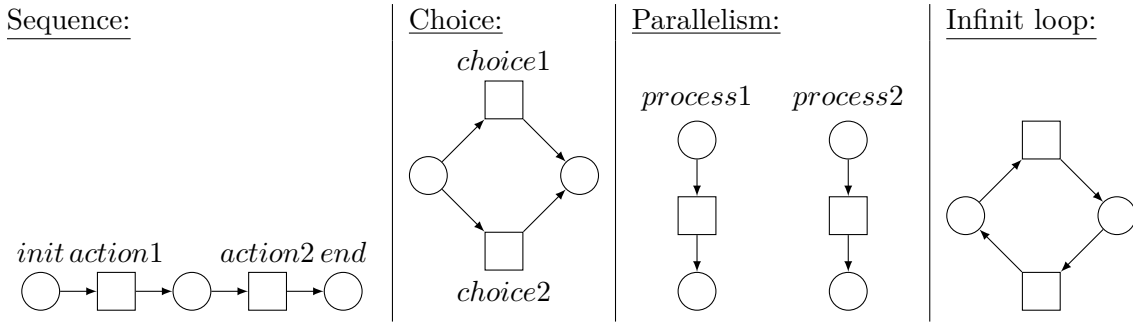 Sequence:
init action1 action2 end
Choice:
choice1
choice2
Parallelism:
process1 process2
Infinit loop: